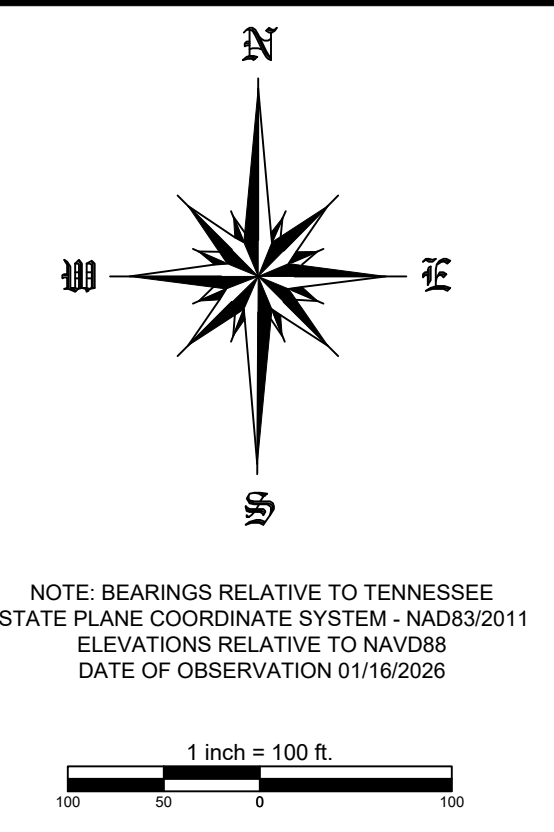 N
W E
S
NOTE: BEARINGS RELATIVE TO TENNESSEE
STATE PLANE COORDINATE SYSTEM - NAD83/2011
ELEVATIONS RELATIVE TO NAVD88
DATE OF OBSERVATION 01/16/2026
1 inch = 100 ft.
100 50 0 100